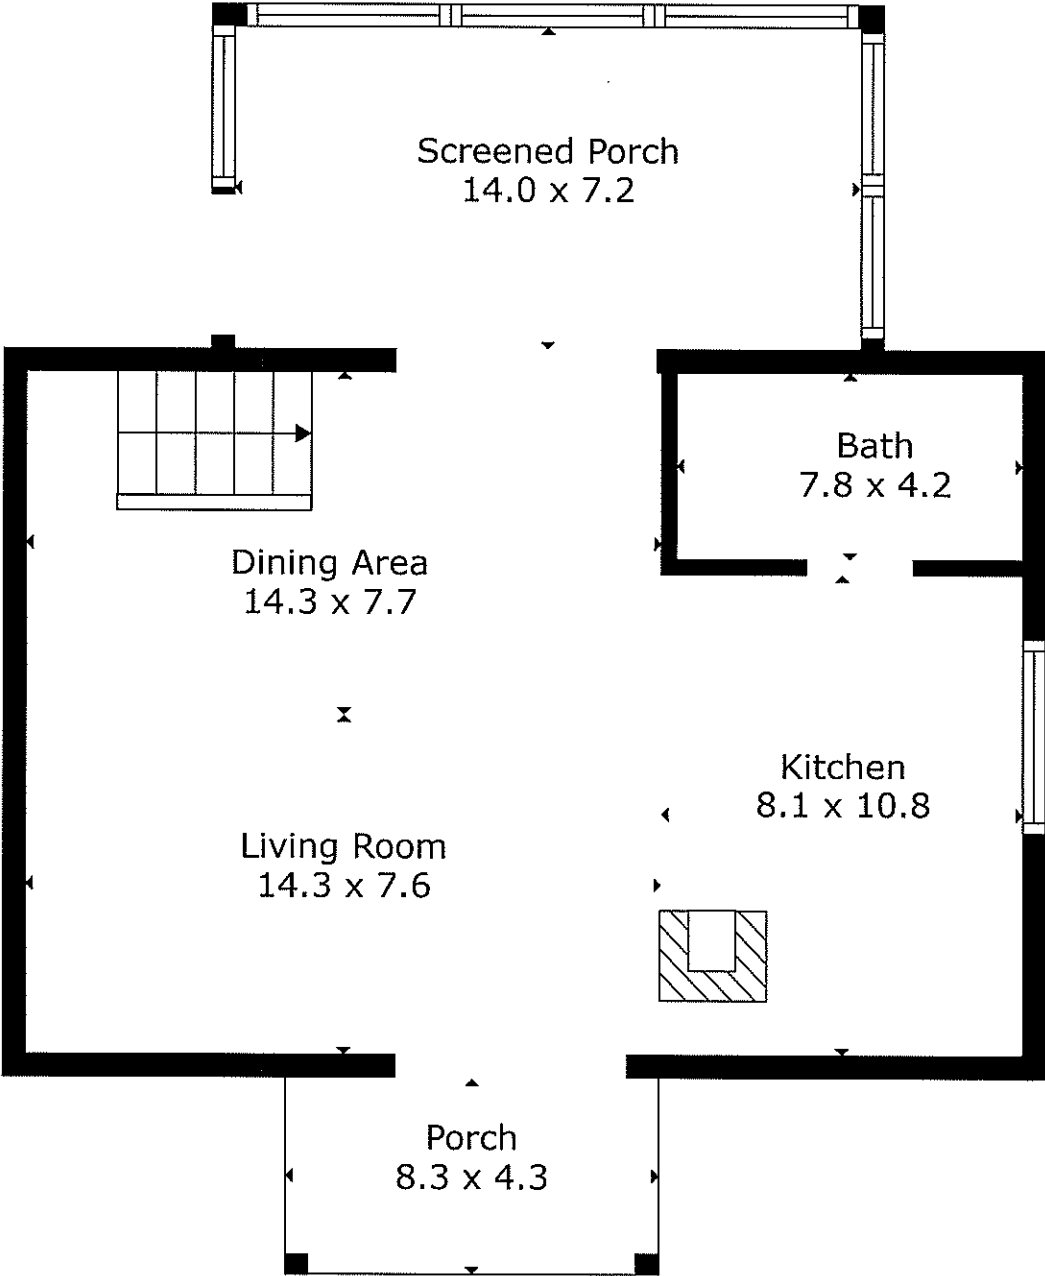 Screened Porch
14.0 x 7.2
Bath
7.8 x 4.2
Dining Area
14.3 x 7.7
Kitchen
8.1 x 10.8
Living Room
14.3 x 7.6
Porch
8.3 x 4.3